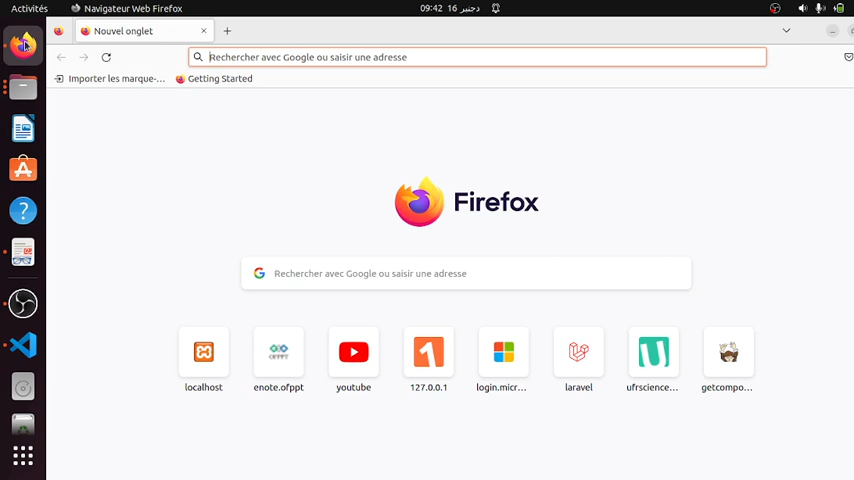 Activités
Navigateur Web Firefox
09:42 16 دجنبر
Nouvel onglet
Rechercher avec Google ou saisir une adresse
Importer les marque-...
Getting Started
Firefox
Rechercher avec Google ou saisir une adresse
OFPPT
localhost
enote.ofppt
youtube
127.0.0.1
login.micr...
laravel
ufrscience...
getcompo...